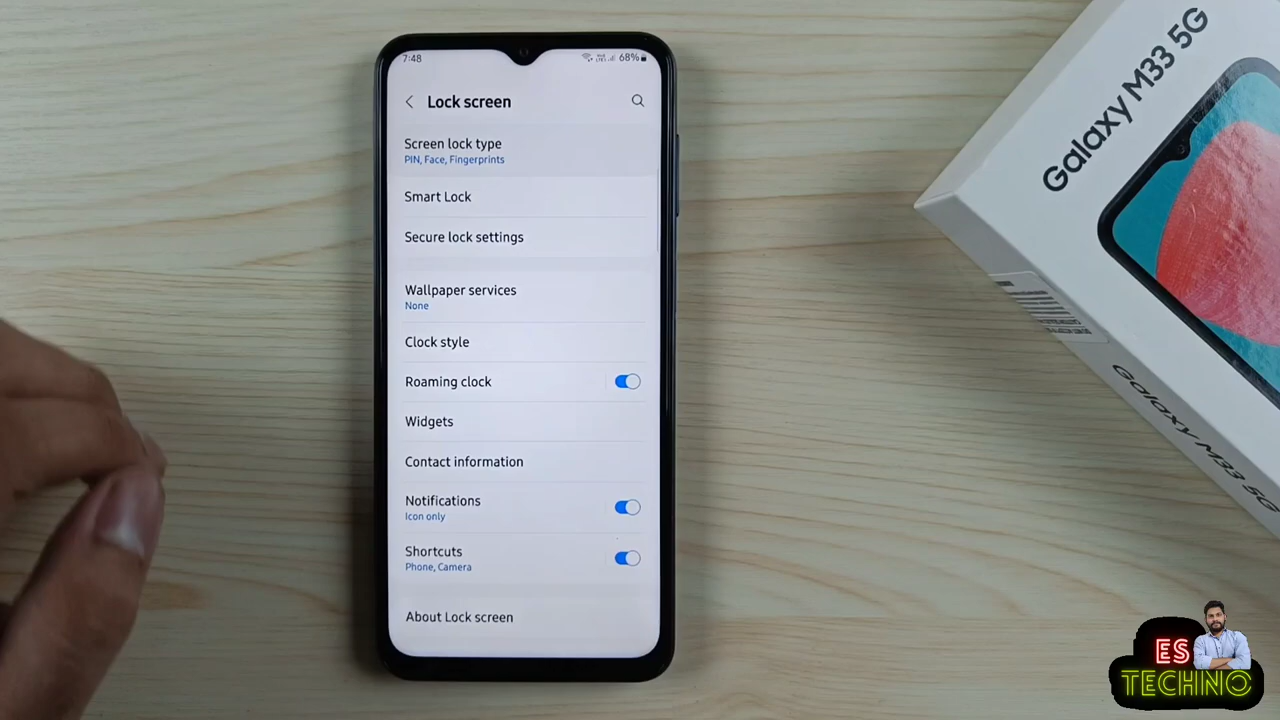 7:48
68%
Lock screen
Screen lock type
PIN, Face, Fingerprints
Smart Lock
Secure lock settings
Wallpaper services
None
Clock style
Roaming clock
Widgets
Contact information
Notifications
Icon only
Shortcuts
Phone, Camera
About Lock screen
Galaxy M33 5G
Galaxy M33 5G
ES
TECHNO